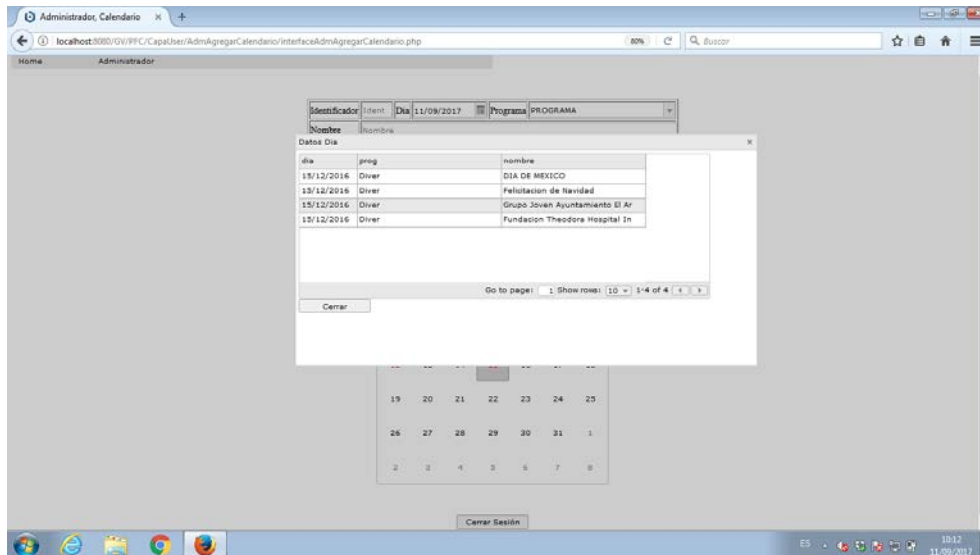 Administrador, Calendario
localhost:8080/GV/PFC/CapaUser/AdmAgregarCalendario/interfaceAdmAgregarCalendario.php 80% Buscar
Home Administrador
Identificador Ident Dia 11/09/2017 Programa PROGRAMA
Nombre Nombre
Datos Dia
dia prog nombre
15/12/2016 Diver DIA DE MEXICO
15/12/2016 Diver Felicitacion de Navidad
15/12/2016 Diver Grupo Joven Ayuntamiento El Ar
15/12/2016 Diver Fundacion Theodora Hospital In
Go to page: 1 Show rows: 10 1-4 of 4
Cerrar
19 20 21 22 23 24 25
26 27 28 29 30 31 1
2 3 4 5 6 7 8
Cerrar Sesión
ES 10:12
11/09/2017